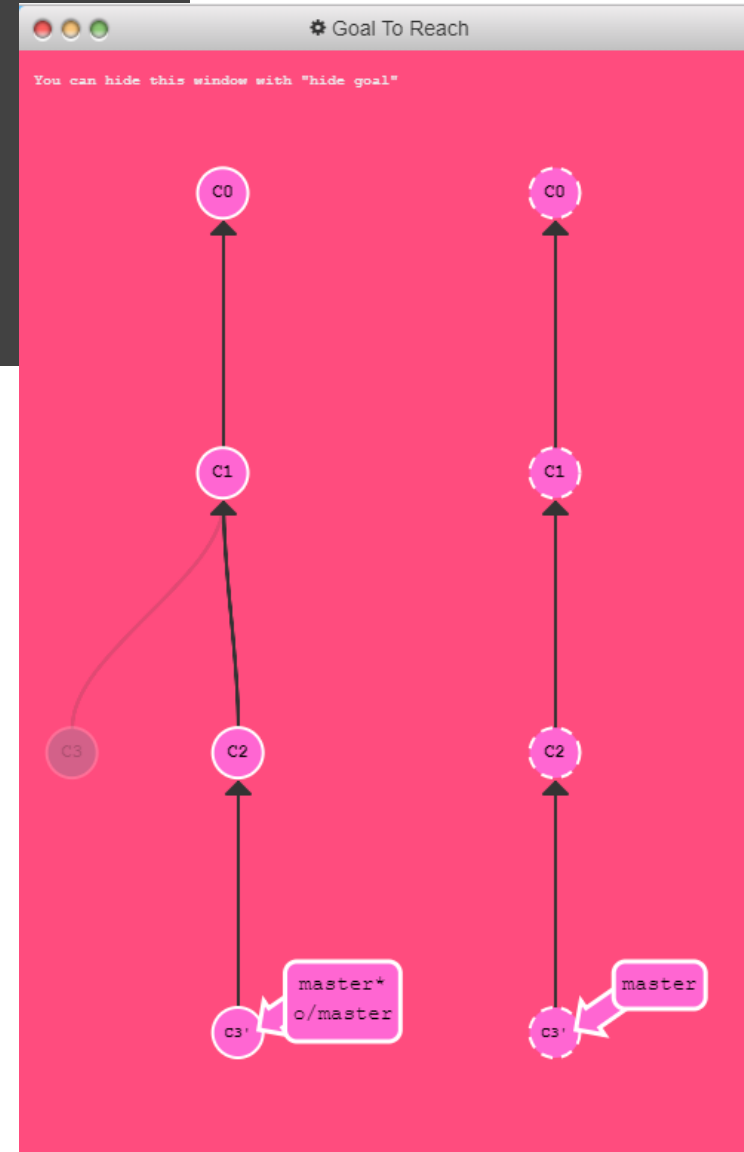 Goal To Reach
You can hide this window with "hide goal"
C0
C0
C1
C1
C3
C2
C2
master*
o/master
master
C3'
C3'